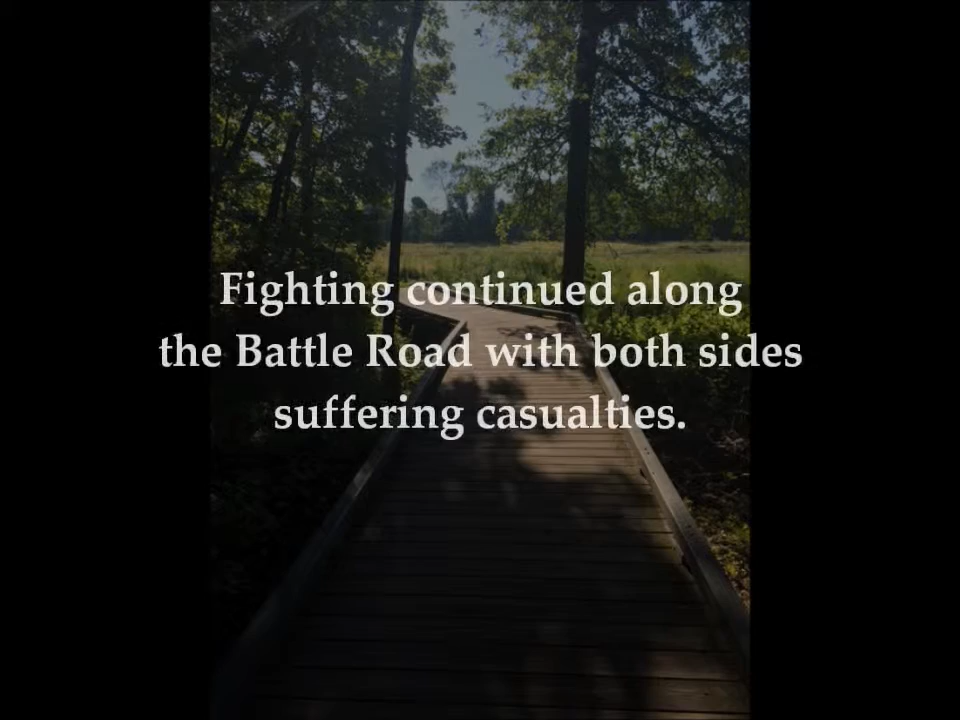 Fighting continued along
the Battle Road with both sides
suffering casualties.